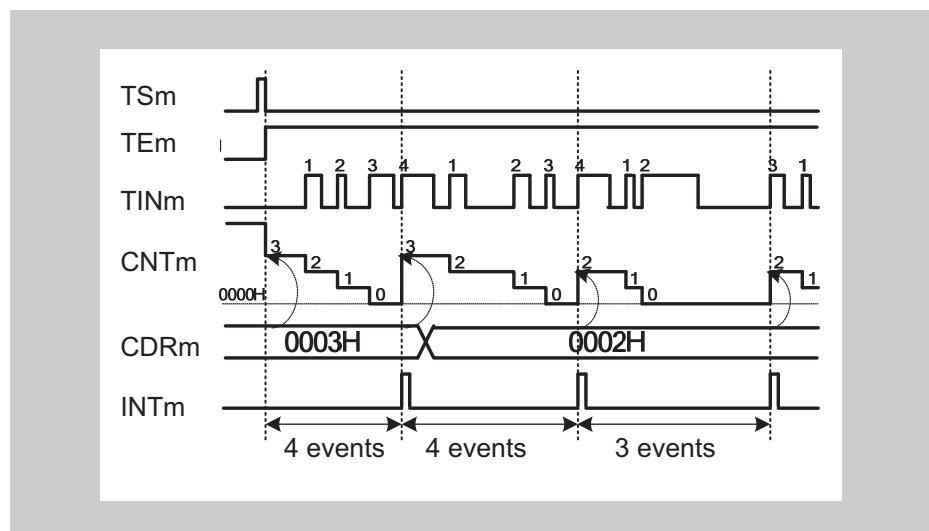 TSm
TEm
1 2 3 4 1 2 3 4 1 2 3 1
TINm
3 2 1 0 3 2 1 0 2 1 0 2 1
CNTm
0000H
CDRm 0003H 0002H
INTm
4 events 4 events 3 events